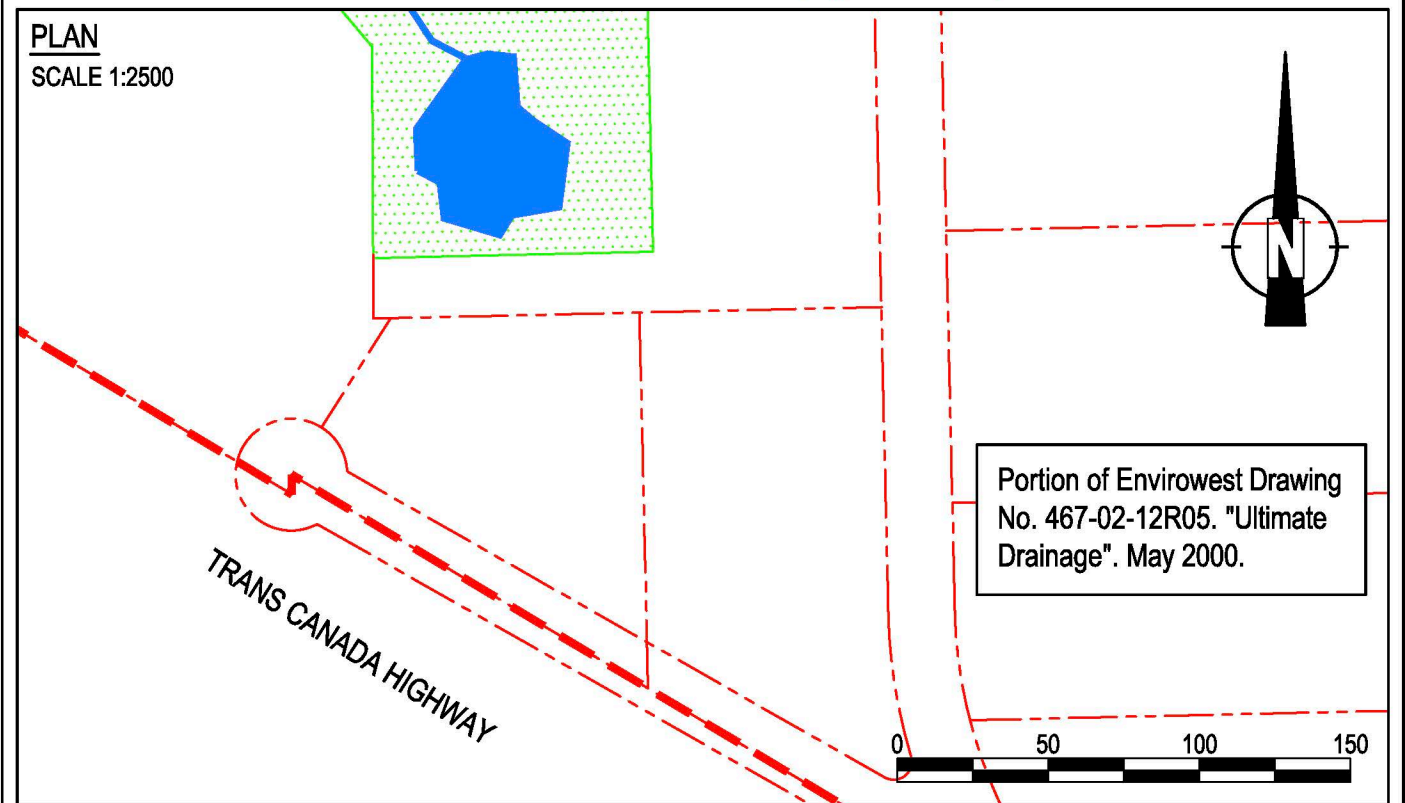 PLAN
SCALE 1:2500
N
Portion of Envirowest Drawing
No. 467-02-12R05. "Ultimate
Drainage". May 2000.
TRANS CANADA HIGHWAY
0 50 100 150